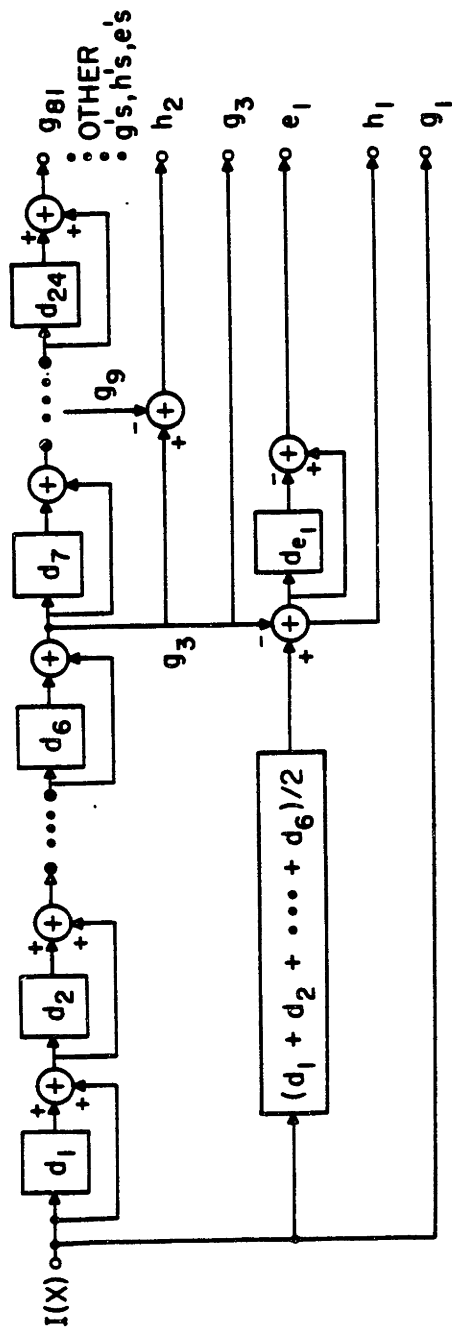 I(X)
d₁
+
+
+
d₂
+
+
+
d₆
+
d₇
+
d₂₄
+
+
+
g₈₁
OTHER
g's, h's, e's
g₉
-
+
+
h₂
g₃
g₃
(d₁ + d₂ + ••• + d₆)/2
-
+
+
dₑ₁
-
+
+
e₁
h₁
g₁